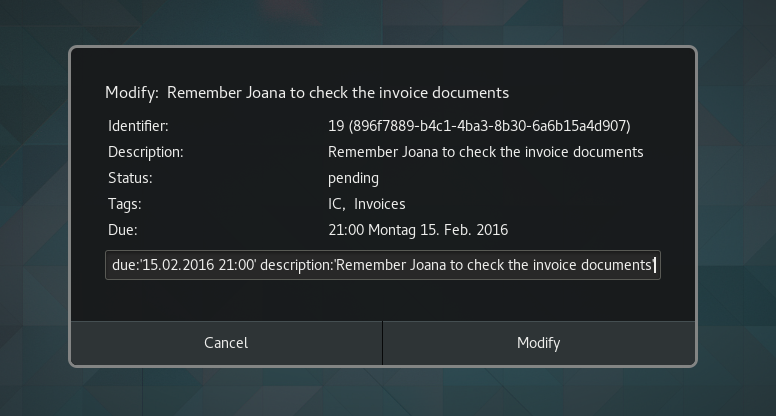 Modify:  Remember Joana to check the invoice documents
Identifier: 19 (896f7889-b4c1-4ba3-8b30-6a6b15a4d907)
Description: Remember Joana to check the invoice documents
Status: pending
Tags: IC,  Invoices
Due: 21:00 Montag 15. Feb. 2016
due:'15.02.2016 21:00' description:'Remember Joana to check the invoice documents'
Cancel Modify